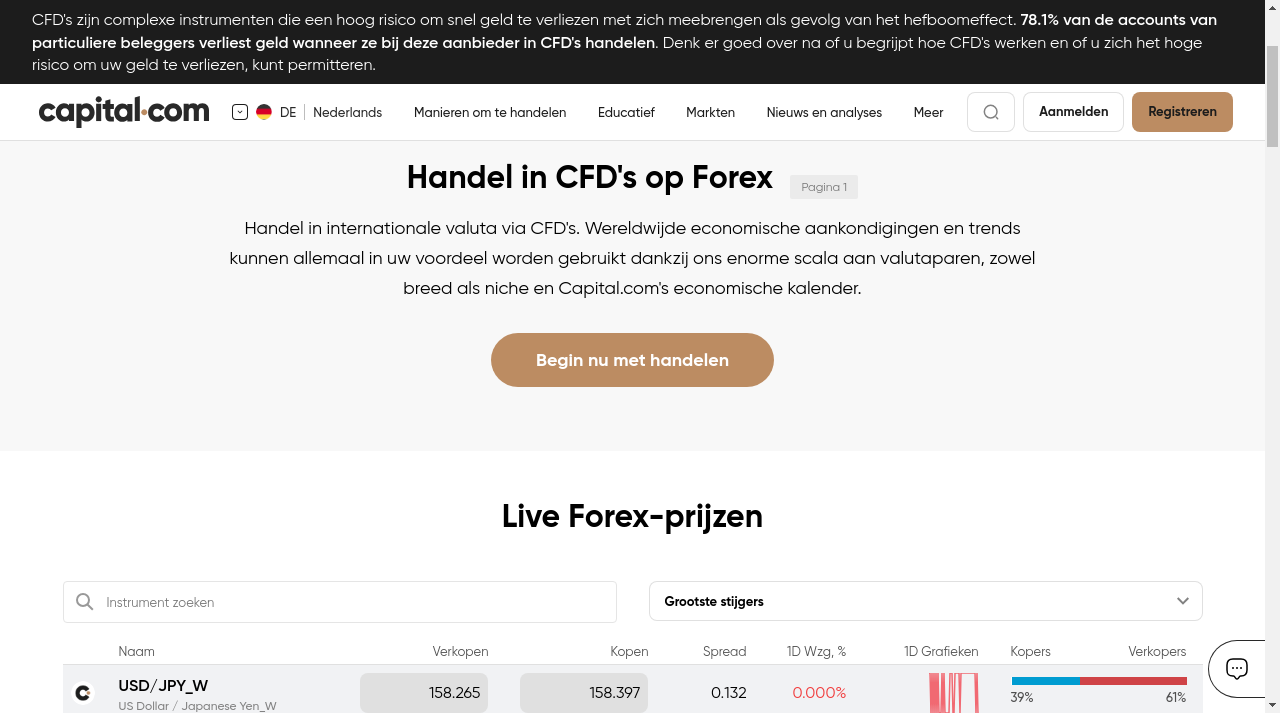 CFD's zijn complexe instrumenten die een hoog risico om snel geld te verliezen met zich meebrengen als gevolg van het hefboomeffect. 78.1% van de accounts van
particuliere beleggers verliest geld wanneer ze bij deze aanbieder in CFD's handelen. Denk er goed over na of u begrijpt hoe CFD's werken en of u zich het hoge
risico om uw geld te verliezen, kunt permitteren.
capital.com DE Nederlands Manieren om te handelen Educatief Markten Nieuws en analyses Meer Aanmelden Registreren
Handel in CFD's op Forex Pagina 1
Handel in internationale valuta via CFD's. Wereldwijde economische aankondigingen en trends
kunnen allemaal in uw voordeel worden gebruikt dankzij ons enorme scala aan valutaparen, zowel
breed als niche en Capital.com's economische kalender.
Begin nu met handelen
Live Forex-prijzen
Instrument zoeken Grootste stijgers
Naam Verkopen Kopen Spread 1D Wzg, % 1D Grafieken Kopers Verkopers
USD/JPY_W 158.265 158.397 0.132 0.000%
US Dollar / Japanese Yen_W 39% 61%